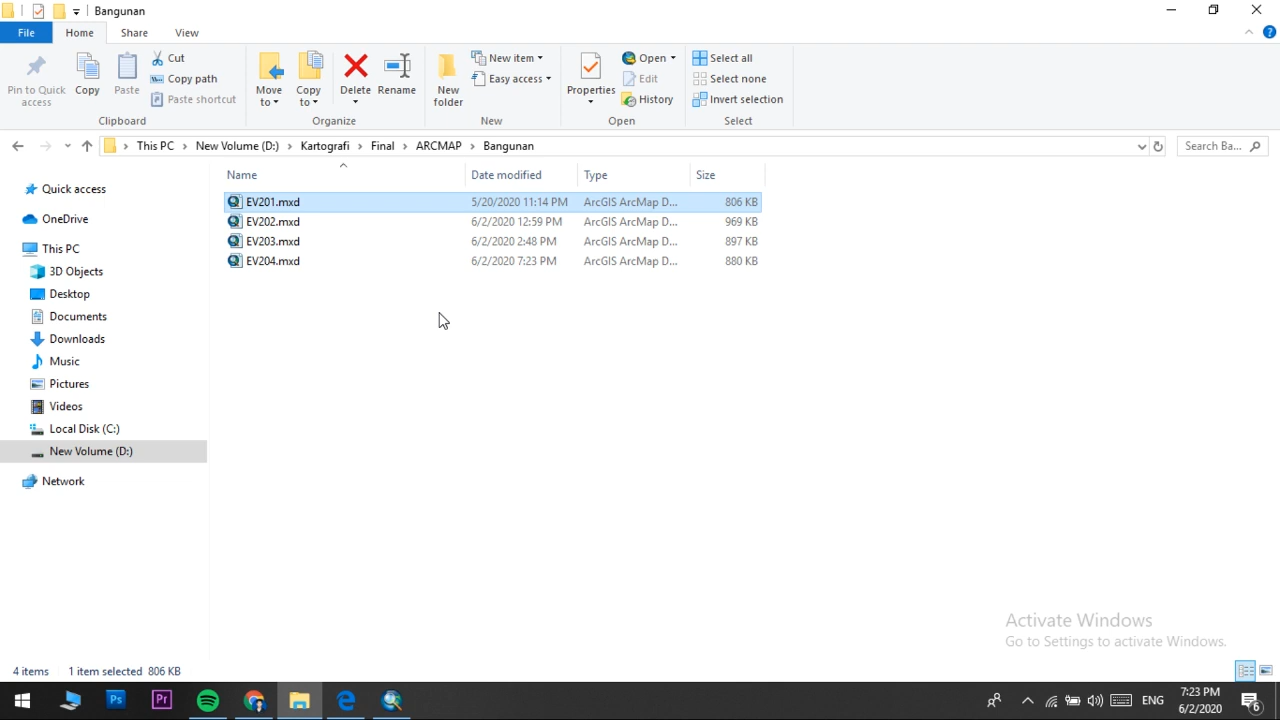 Bangunan
File Home Share View
Pin to Quick access
Copy
Paste
Cut
Copy path
Paste shortcut
Clipboard
Move to
Copy to
Delete
Rename
Organize
New folder
New item
Easy access
New
Properties
Open
Edit
History
Open
Select all
Select none
Invert selection
Select
This PC > New Volume (D:) > Kartografi > Final > ARCMAP > Bangunan
Search Ba...
Name Date modified Type Size
EV201.mxd 5/20/2020 11:14 PM ArcGIS ArcMap D... 806 KB
EV202.mxd 6/2/2020 12:59 PM ArcGIS ArcMap D... 969 KB
EV203.mxd 6/2/2020 2:48 PM ArcGIS ArcMap D... 897 KB
EV204.mxd 6/2/2020 7:23 PM ArcGIS ArcMap D... 880 KB
Quick access
OneDrive
This PC
3D Objects
Desktop
Documents
Downloads
Music
Pictures
Videos
Local Disk (C:)
New Volume (D:)
Network
Activate Windows
Go to Settings to activate Windows.
4 items 1 item selected 806 KB
Ps Pr ENG 7:23 PM
6/2/2020
6